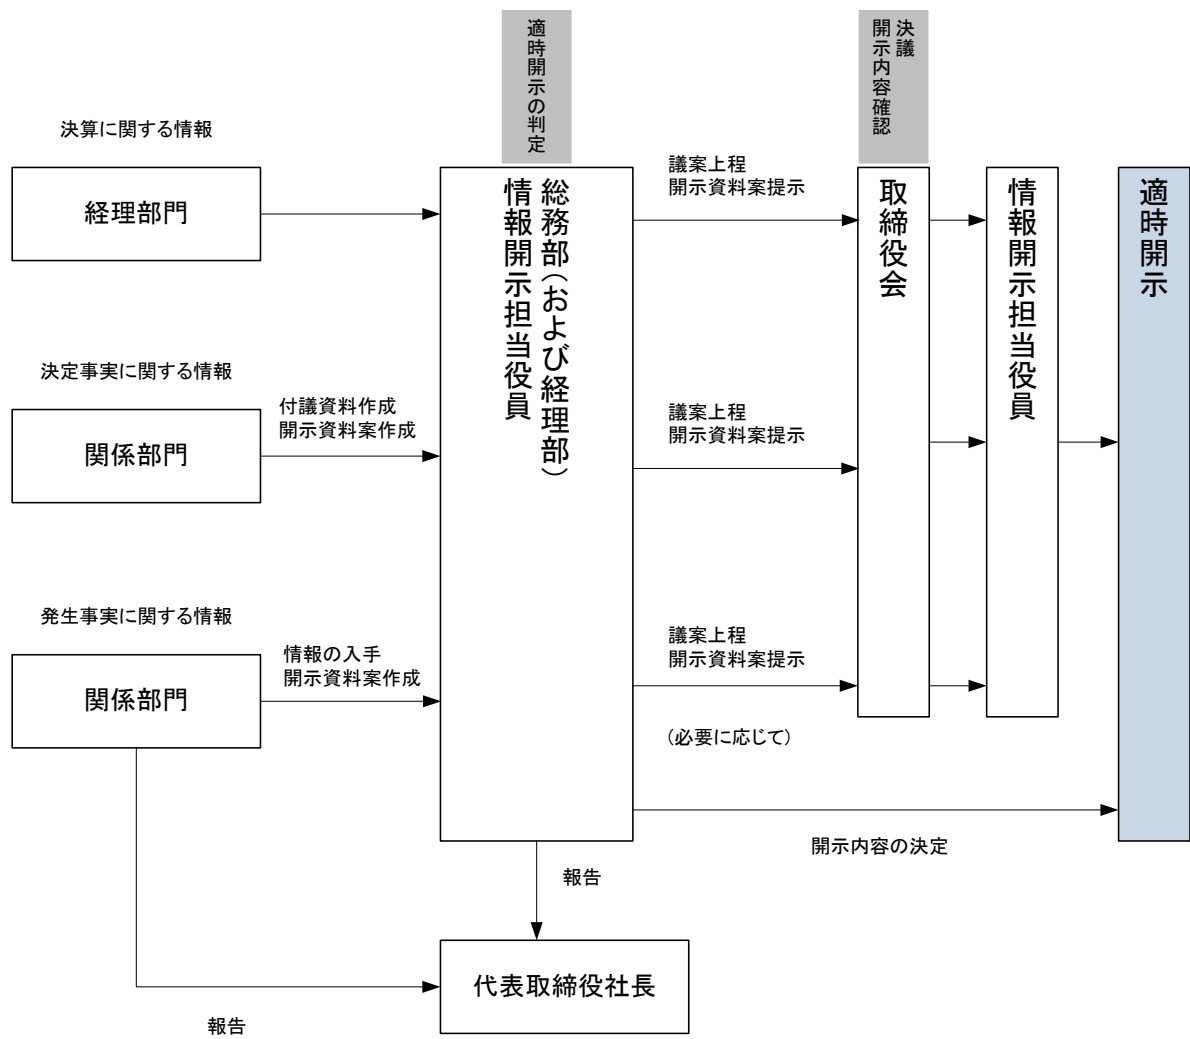 適時開示の判定
決議
開示内容確認
決算に関する情報
経理部門
総務部（および経理部）
情報開示担当役員
議案上程
開示資料案提示
取締役会
情報開示担当役員
適時開示
決定事実に関する情報
関係部門
付議資料作成
開示資料案作成
議案上程
開示資料案提示
発生事実に関する情報
関係部門
情報の入手
開示資料案作成
議案上程
開示資料案提示
(必要に応じて)
開示内容の決定
報告
代表取締役社長
報告